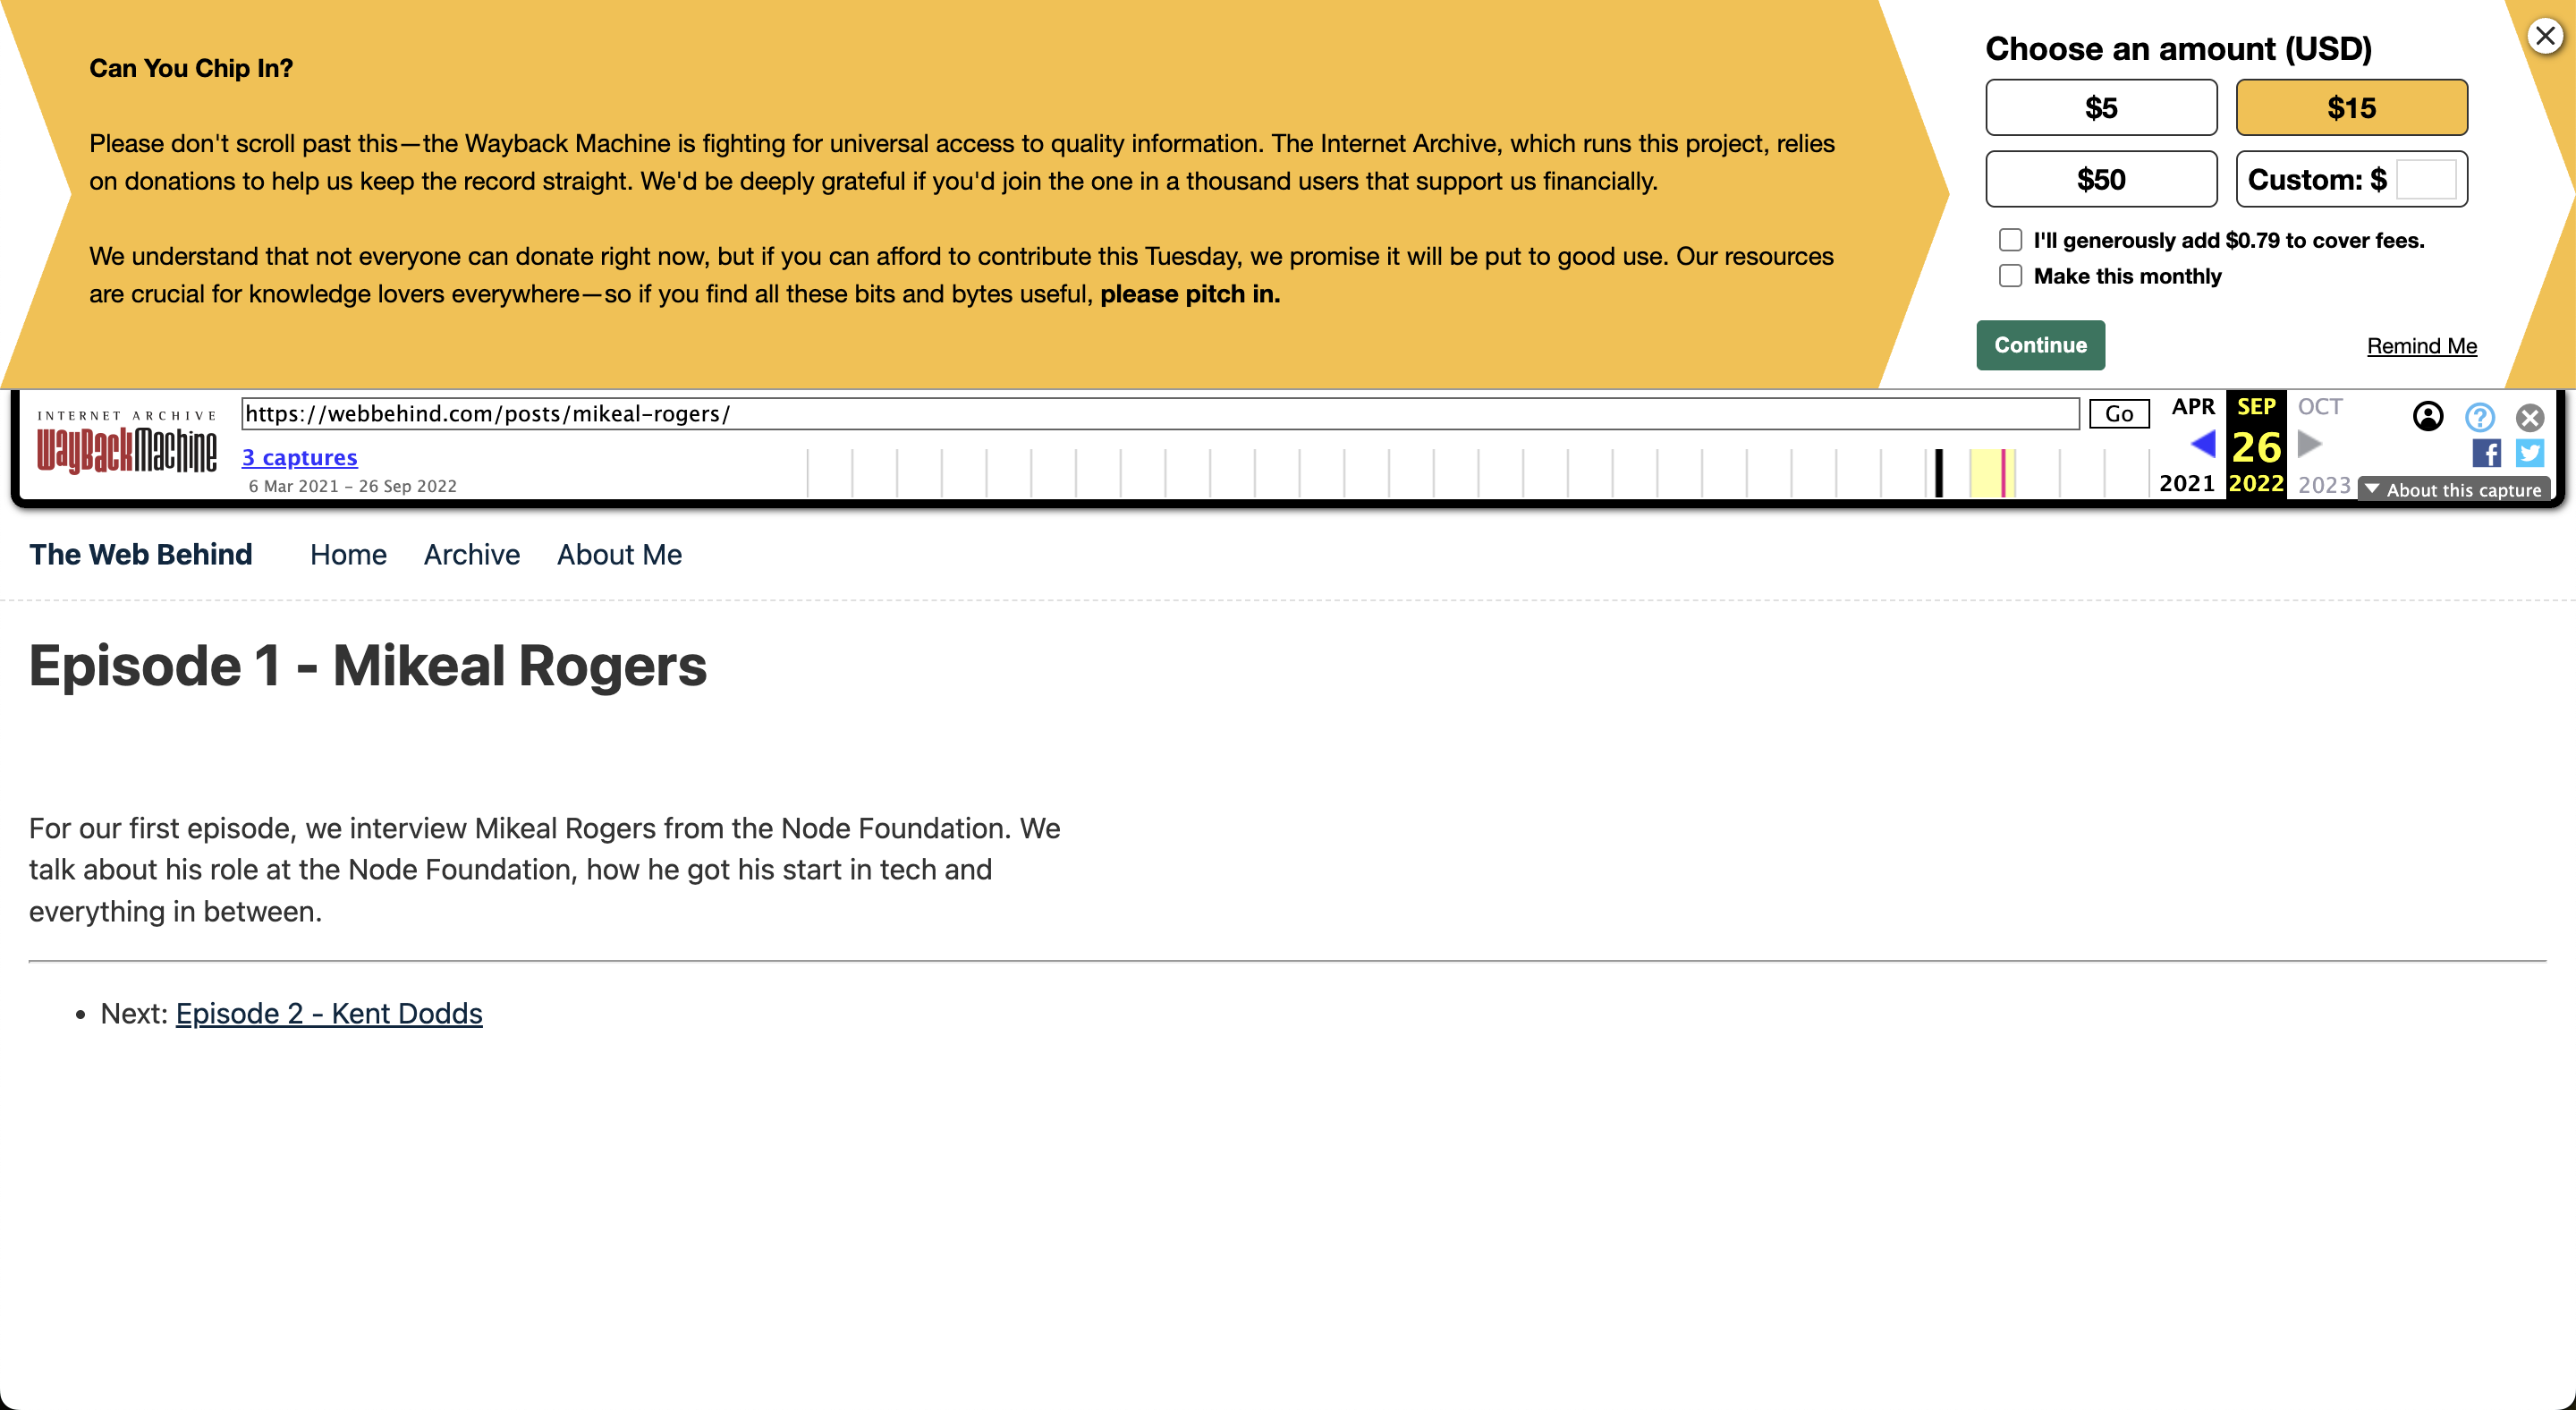 Can You Chip In?
Please don't scroll past this—the Wayback Machine is fighting for universal access to quality information. The Internet Archive, which runs this project, relies
on donations to help us keep the record straight. We'd be deeply grateful if you'd join the one in a thousand users that support us financially.
We understand that not everyone can donate right now, but if you can afford to contribute this Tuesday, we promise it will be put to good use. Our resources
are crucial for knowledge lovers everywhere—so if you find all these bits and bytes useful, please pitch in.
Choose an amount (USD)
$5
$15
$50
Custom: $
I'll generously add $0.79 to cover fees.
Make this monthly
Continue
Remind Me
INTERNET ARCHIVE
WayBackMachine
https://webbehind.com/posts/mikeal-rogers/
Go
3 captures
6 Mar 2021 – 26 Sep 2022
APR
SEP
OCT
26
2021
2022
2023
About this capture
The Web Behind
Home
Archive
About Me
Episode 1 - Mikeal Rogers
For our first episode, we interview Mikeal Rogers from the Node Foundation. We
talk about his role at the Node Foundation, how he got his start in tech and
everything in between.
Next: Episode 2 - Kent Dodds